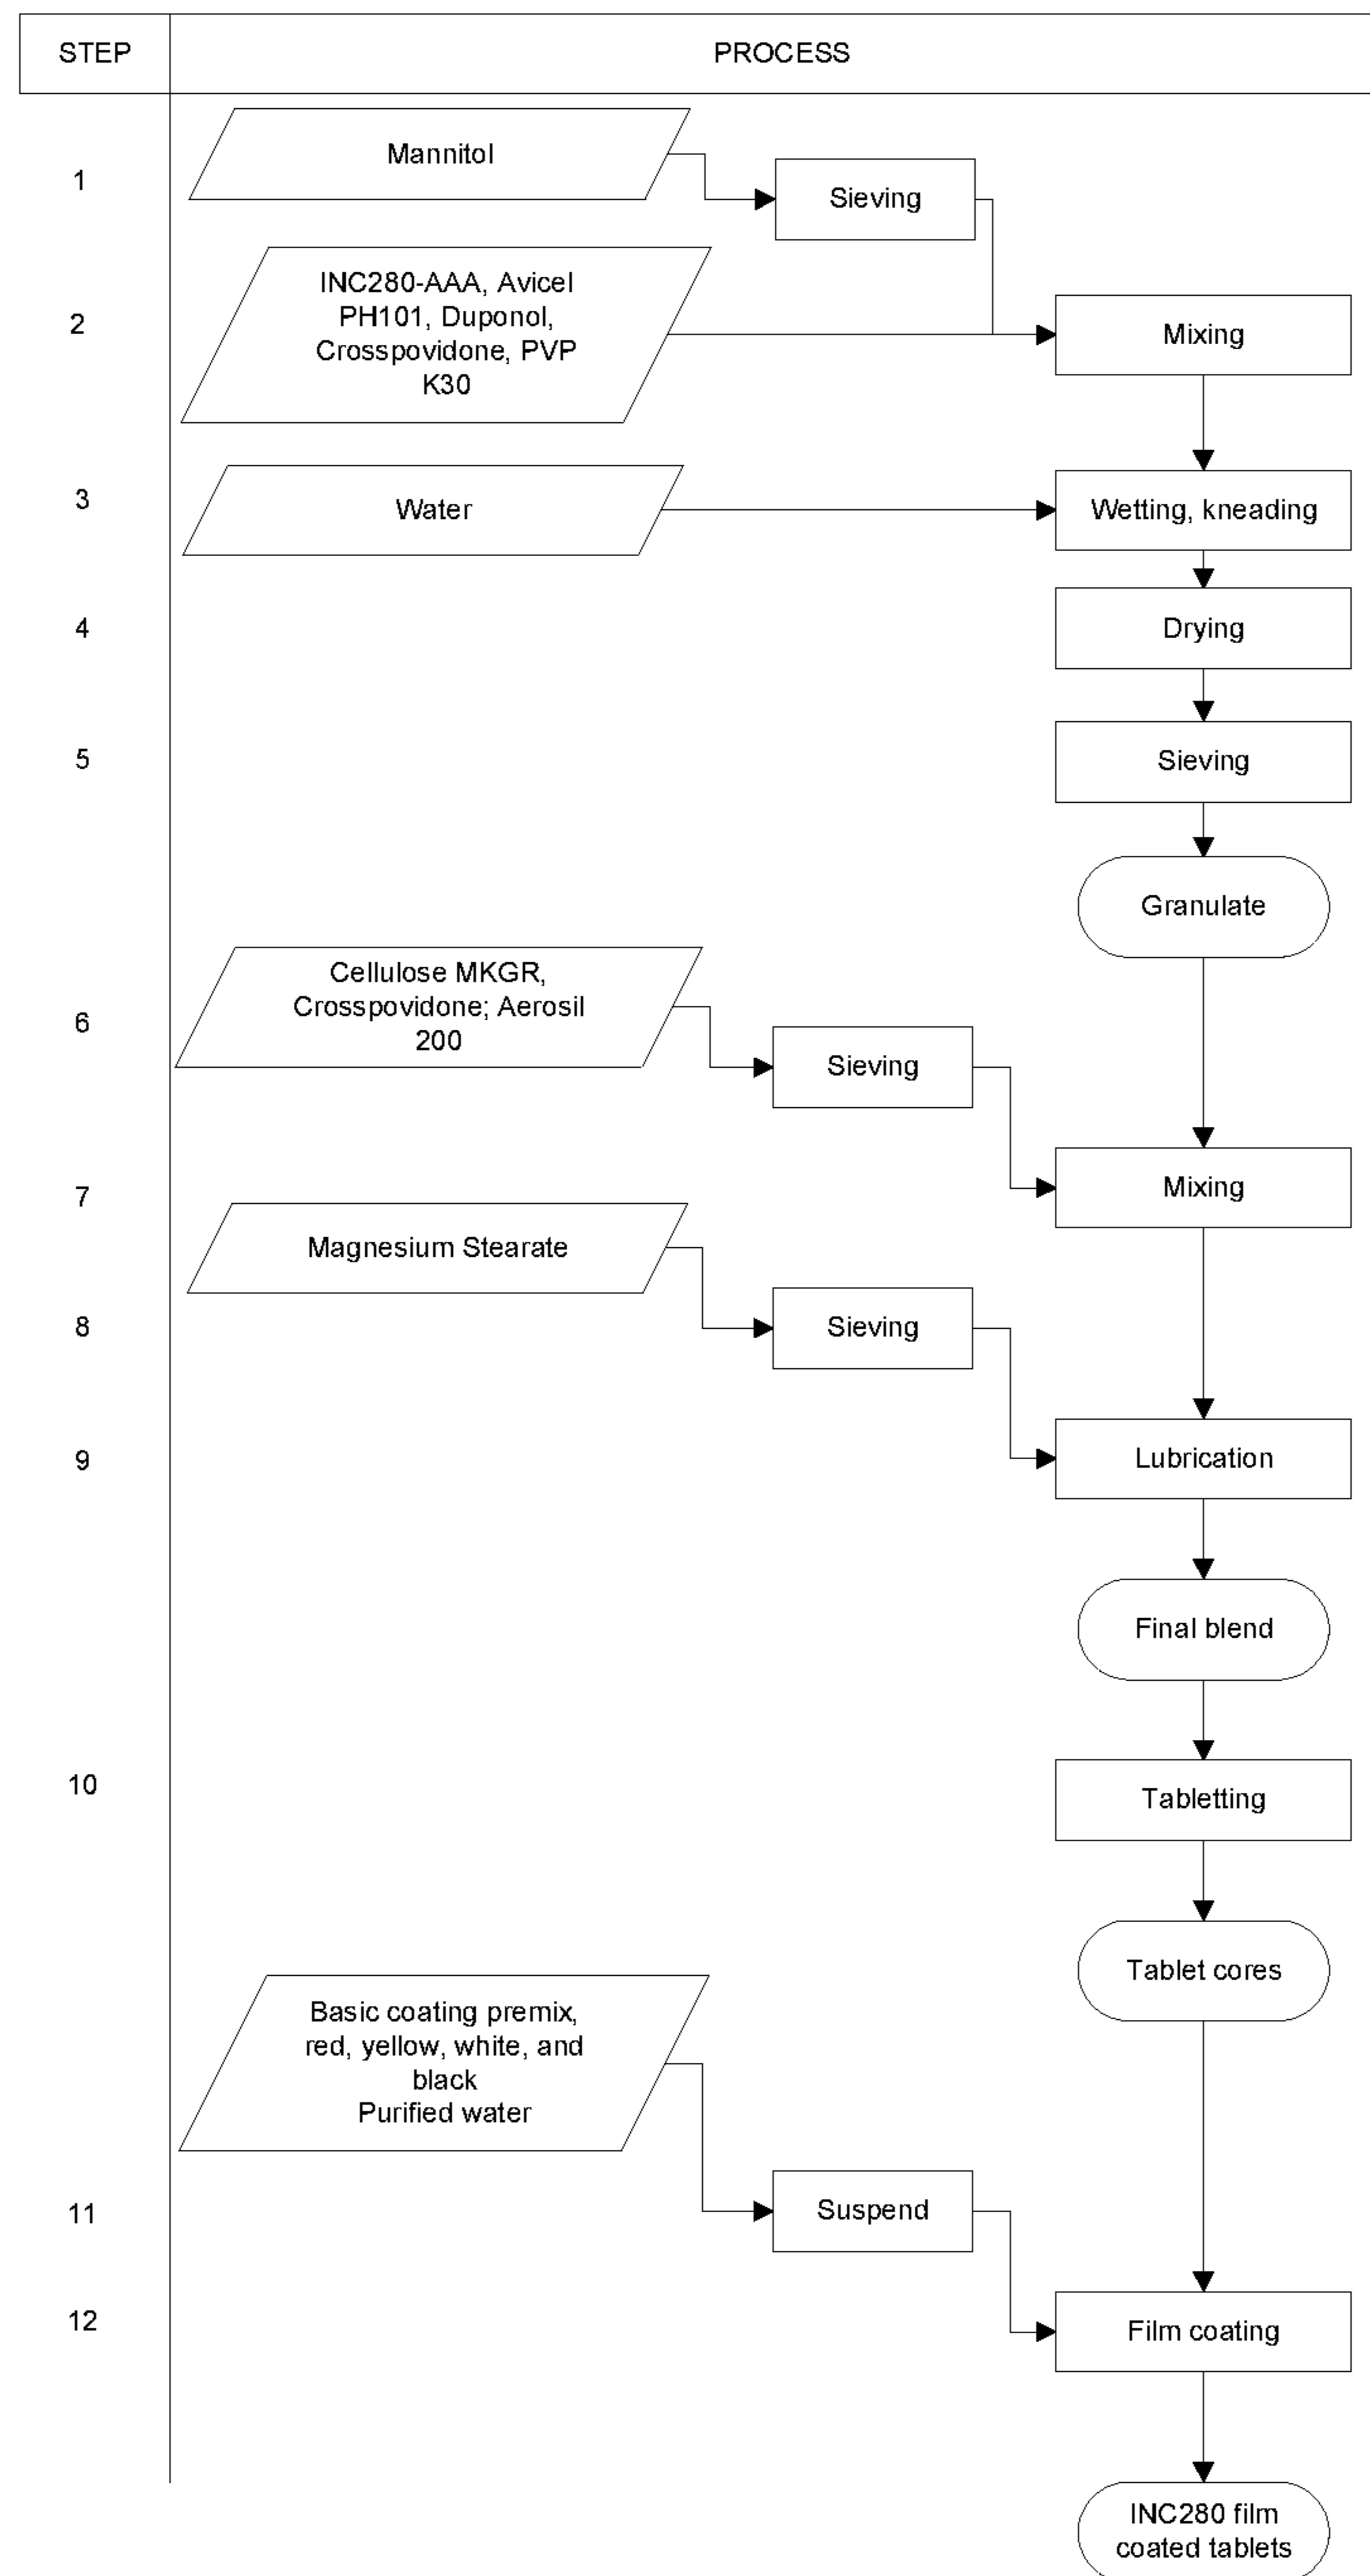 STEP
PROCESS
1
Mannitol
Sieving
2
INC280-AAA, Avicel
PH101, Duponol,
Crosspovidone, PVP
K30
Mixing
3
Water
Wetting, kneading
4
Drying
5
Sieving
Granulate
6
Cellulose MKGR,
Crosspovidone; Aerosil
200
Sieving
7
Mixing
Magnesium Stearate
8
Sieving
9
Lubrication
Final blend
10
Tabletting
Tablet cores
Basic coating premix,
red, yellow, white, and
black
Purified water
11
Suspend
12
Film coating
INC280 film
coated tablets